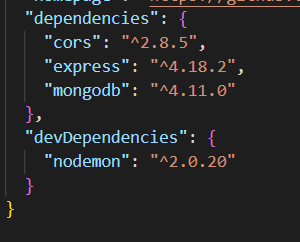 "dependencies": {
"cors": "^2.8.5",
"express": "^4.18.2",
"mongodb": "^4.11.0"
},
"devDependencies": {
"nodemon": "^2.0.20"
}
}